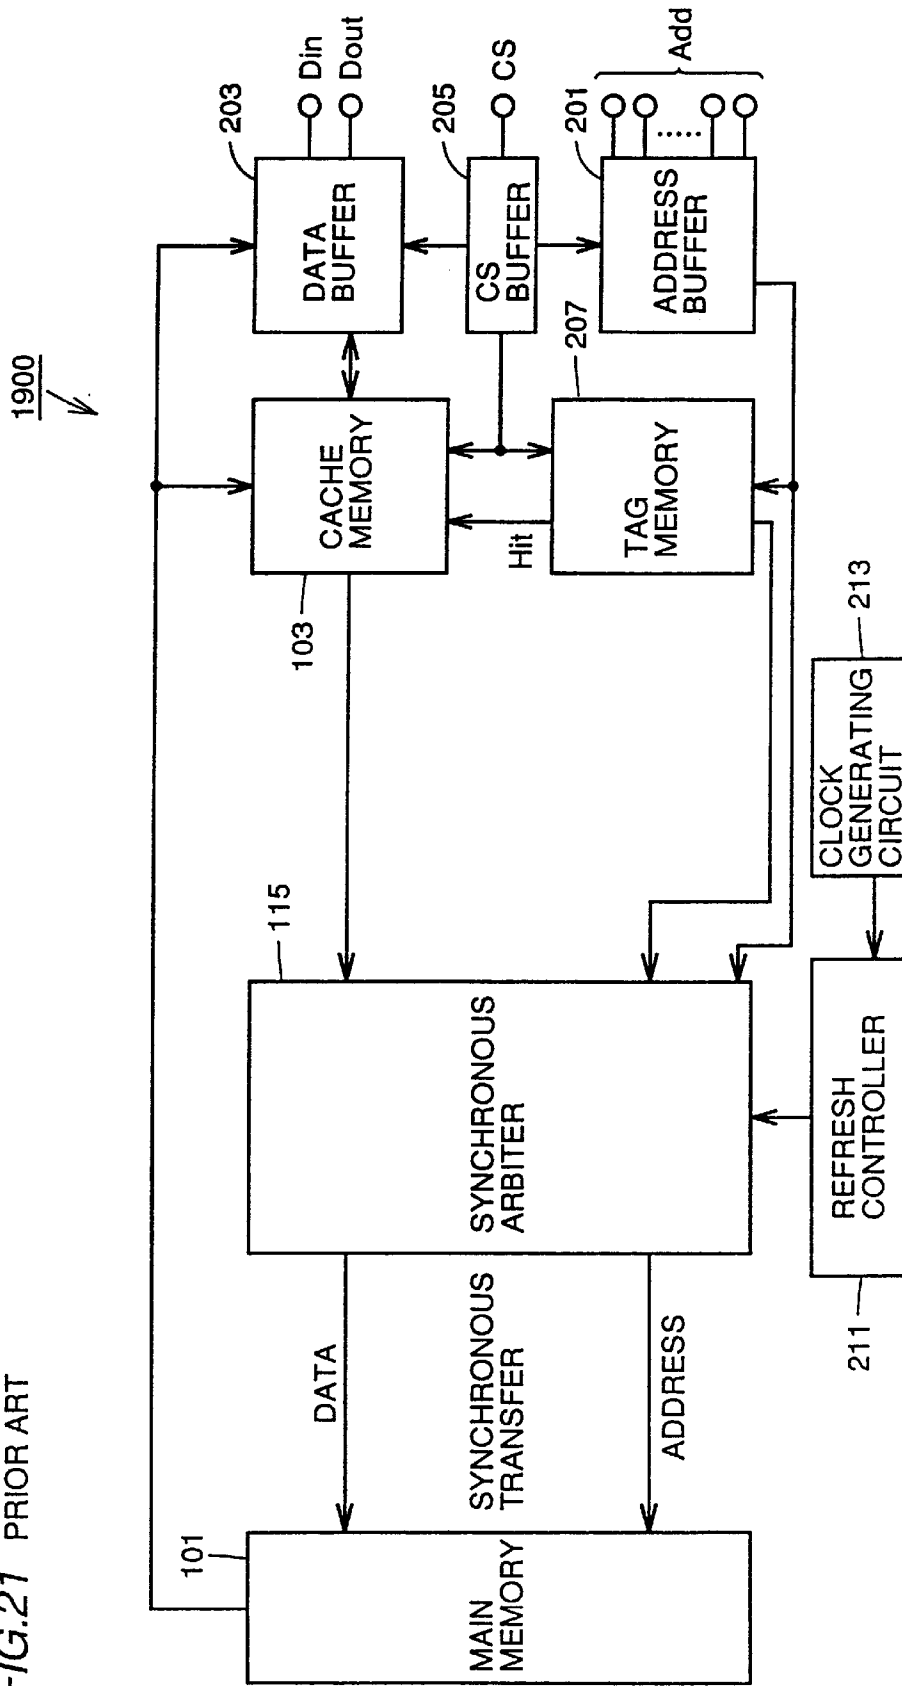 FIG.21 PRIOR ART
1900
101
MAIN
MEMORY
DATA
SYNCHRONOUS
TRANSFER
ADDRESS
115
SYNCHRONOUS
ARBITER
211
REFRESH
CONTROLLER
CLOCK
GENERATING
CIRCUIT
213
103
CACHE
MEMORY
Hit
TAG
MEMORY
207
203
DATA
BUFFER
Din
Dout
205
CS
BUFFER
CS
201
ADDRESS
BUFFER
Add